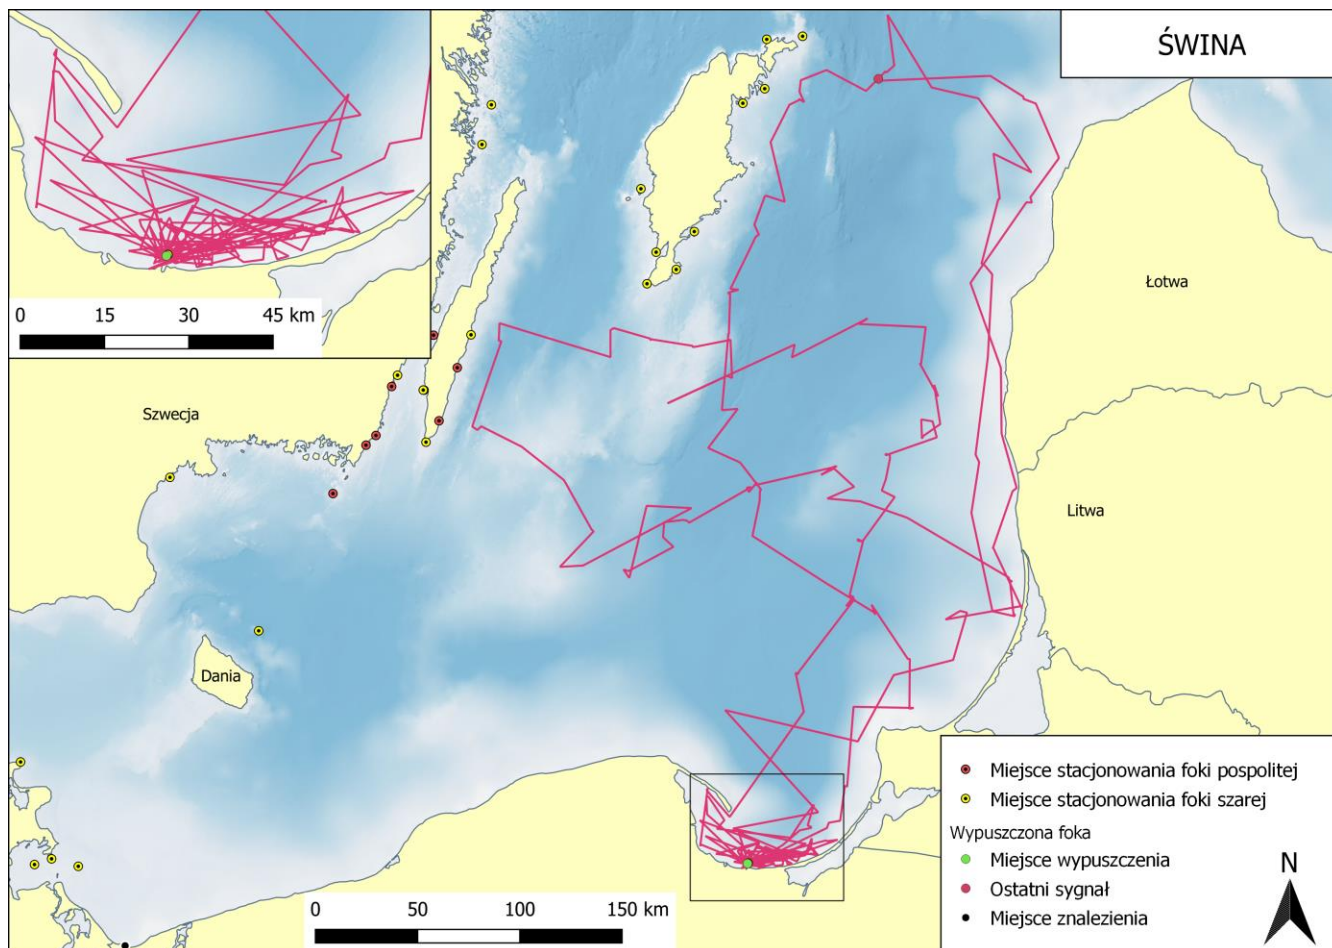 ŚWINA
0 15 30 45 km
Łotwa
Szwecja
Litwa
Dania
Miejsce stacjonowania foki pospolitej
Miejsce stacjonowania foki szarej
Wypuszczona foka
Miejsce wypuszczenia
Ostatni sygnał
Miejsce znalezienia
N
0 50 100 150 km